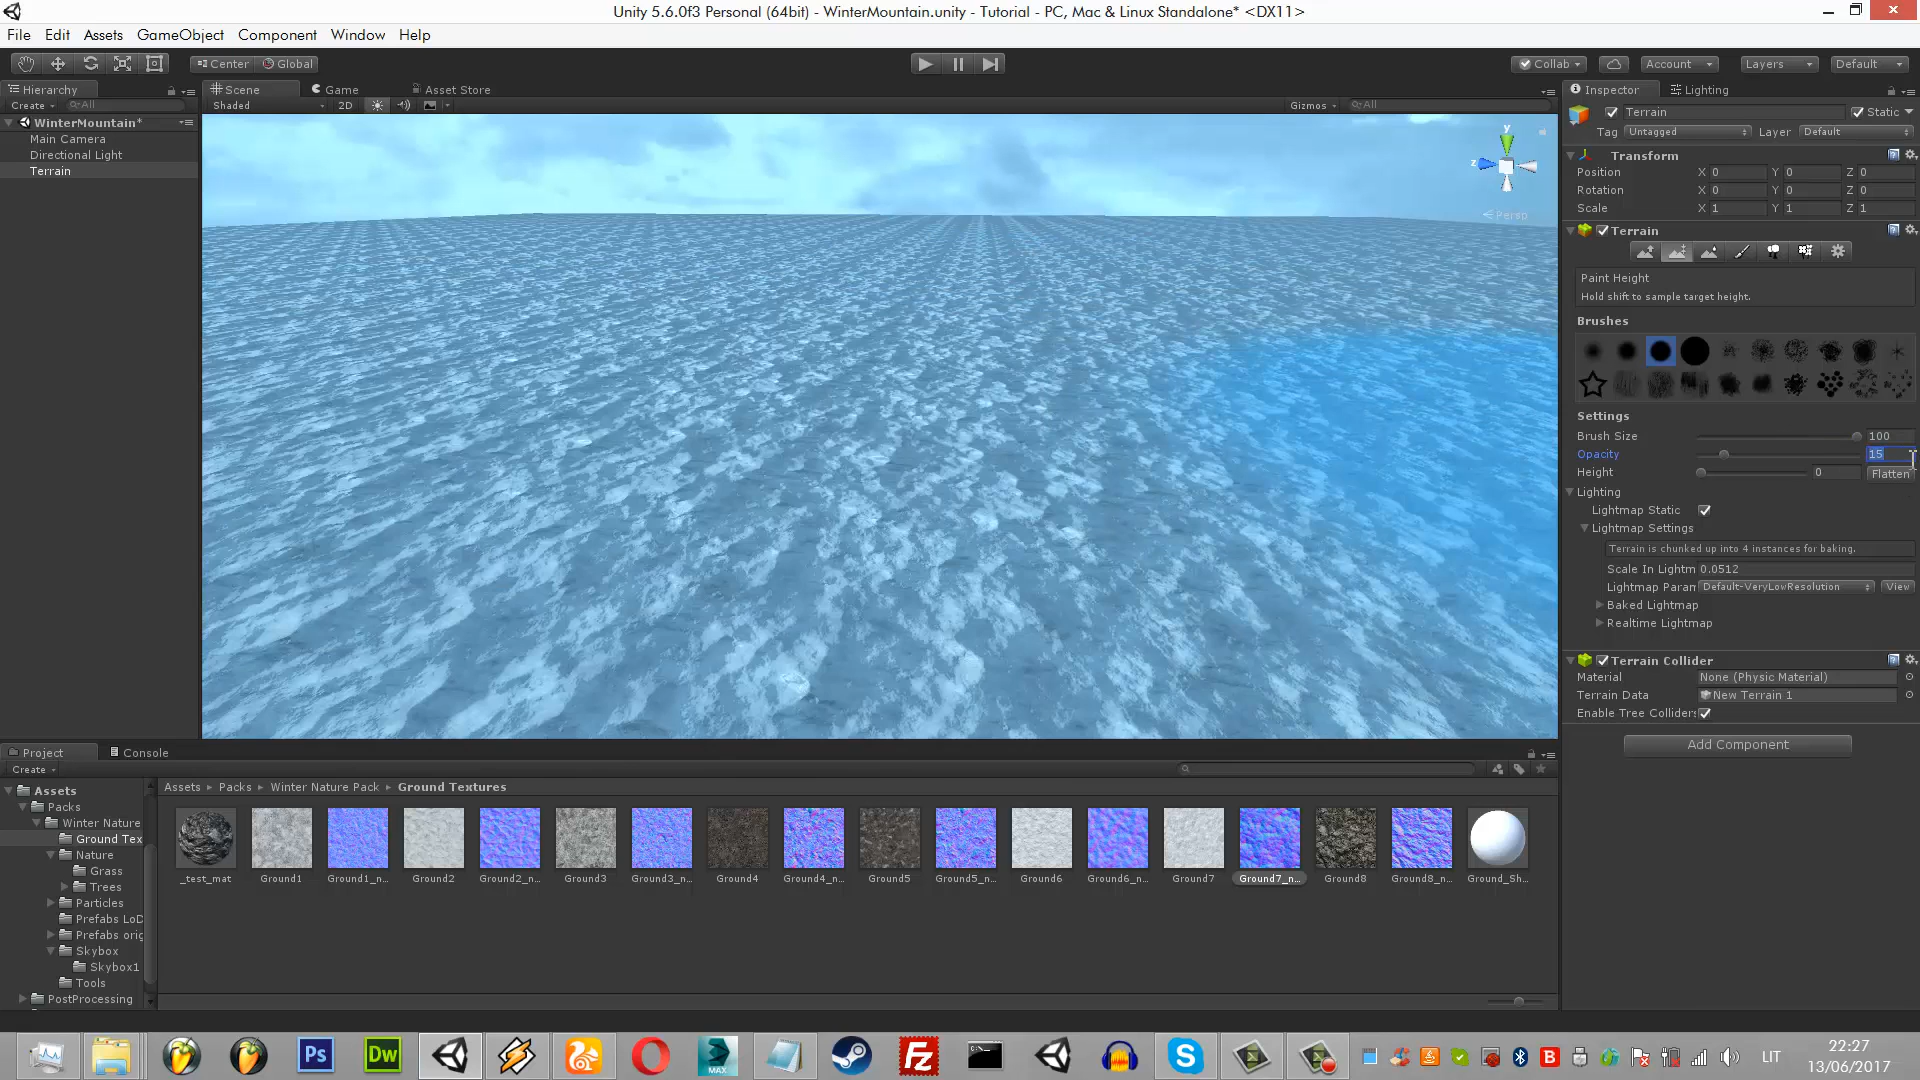 Unity 5.6.0f3 Personal (64bit) - WinterMountain.unity - Tutorial - PC, Mac & Linux Standalone* <DX11>
File Edit Assets GameObject Component Window Help
Center Global Collab Account Layers Default
Hierarchy Scene Game Asset Store Inspector Lighting
Create All Shaded 2D Gizmos All
WinterMountain*
Main Camera
Directional Light
Terrain
y
z
Persp
Terrain Static
Tag Untagged Layer Default
Transform
Position X 0 Y 0 Z 0
Rotation X 0 Y 0 Z 0
Scale X 1 Y 1 Z 1
Terrain
Paint Height
Hold shift to sample target height.
Brushes
Settings
Brush Size 100
Opacity 15
Height 0 Flatten
Lighting
Lightmap Static
Lightmap Settings
Terrain is chunked up into 4 instances for baking.
Scale In Lightm 0.0512
Lightmap Param Default-VeryLowResolution View
Baked Lightmap
Realtime Lightmap
Terrain Collider
Material None (Physic Material)
Terrain Data New Terrain 1
Enable Tree Colliders
Add Component
Project Console
Create
Assets
Packs
Winter Nature
Ground Tex
Nature
Grass
Trees
Particles
Prefabs LoD
Prefabs orig
Skybox
Skybox1
Tools
PostProcessing
Assets Packs Winter Nature Pack Ground Textures
_test_mat Ground1 Ground1_n... Ground2 Ground2_n... Ground3 Ground3_n... Ground4 Ground4_n... Ground5 Ground5_n... Ground6 Ground6_n... Ground7 Ground7_n... Ground8 Ground8_n... Ground_Sh...
Ps Dw MAX Fz C:\ S B LIT
22:27
13/06/2017